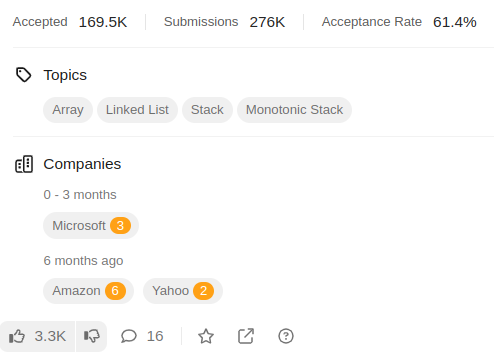 Accepted 169.5K Submissions 276K Acceptance Rate 61.4%
Topics
Array Linked List Stack Monotonic Stack
Companies
0 - 3 months
Microsoft 3
6 months ago
Amazon 6 Yahoo 2
3.3K 16